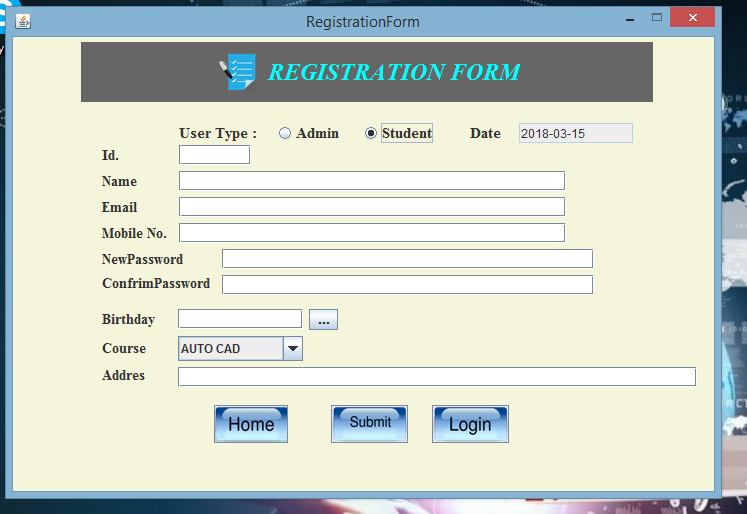 RegistrationForm
REGISTRATION FORM
User Type : Admin Student Date 2018-03-15
Id.
Name
Email
Mobile No.
NewPassword
ConfrimPassword
Birthday ...
Course AUTO CAD
Addres
Home Submit Login